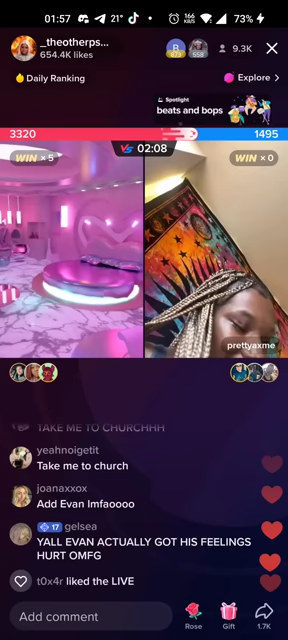 01:57 21° 166 KB/S 73%
_theotherps...
654.4K likes
B 673 658 9.3K
Daily Ranking
Explore
Spotlight
beats and bops
3320 1495
VS 02:08
WIN × 5 WIN × 0
prettyaxme
TAKE ME TO CHURCHHH
yeahnoigetit
Take me to church
joanaxxox
Add Evan lmfaoooo
17 gelsea
YALL EVAN ACTUALLY GOT HIS FEELINGS
HURT OMFG
t0x4r liked the LIVE
Add comment
Rose Gift 1.7K